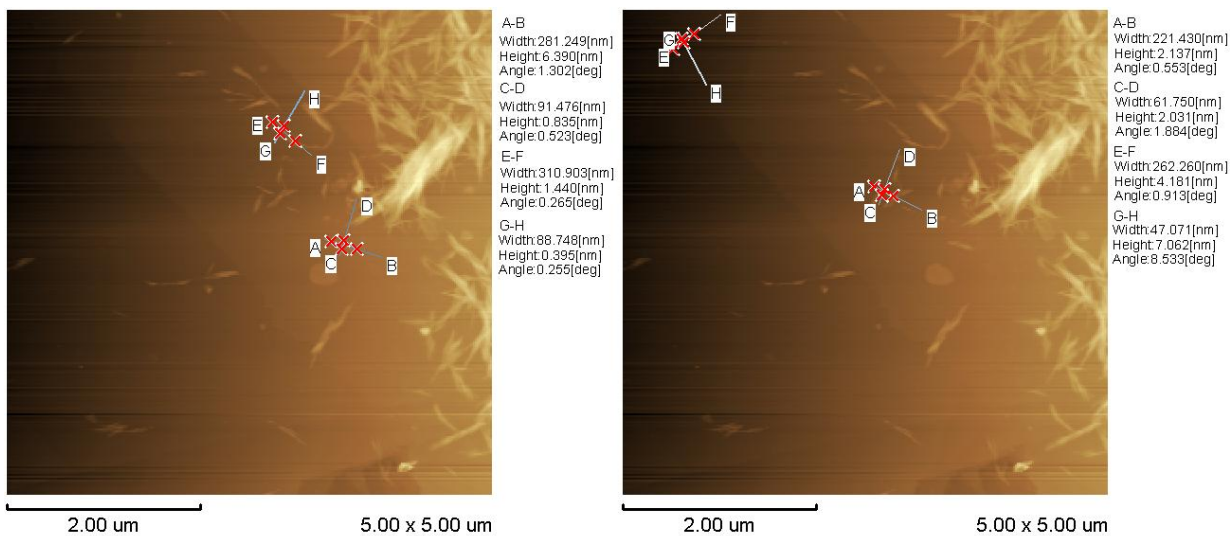 A-B
Width:281.249[nm]
Height:6.390[nm]
Angle:1.302[deg]
C-D
Width:91.476[nm]
Height:0.835[nm]
Angle:0.523[deg]
E-F
Width:310.903[nm]
Height:1.440[nm]
Angle:0.265[deg]
G-H
Width:88.748[nm]
Height:0.395[nm]
Angle:0.255[deg]
H
E
G
F
D
A
C
B
2.00 um
5.00 x 5.00 um
A-B
Width:221.430[nm]
Height:2.137[nm]
Angle:0.553[deg]
C-D
Width:61.750[nm]
Height:2.031[nm]
Angle:1.884[deg]
E-F
Width:262.260[nm]
Height:4.181[nm]
Angle:0.913[deg]
G-H
Width:47.071[nm]
Height:7.062[nm]
Angle:8.533[deg]
F
G
E
H
D
A
C
B
2.00 um
5.00 x 5.00 um